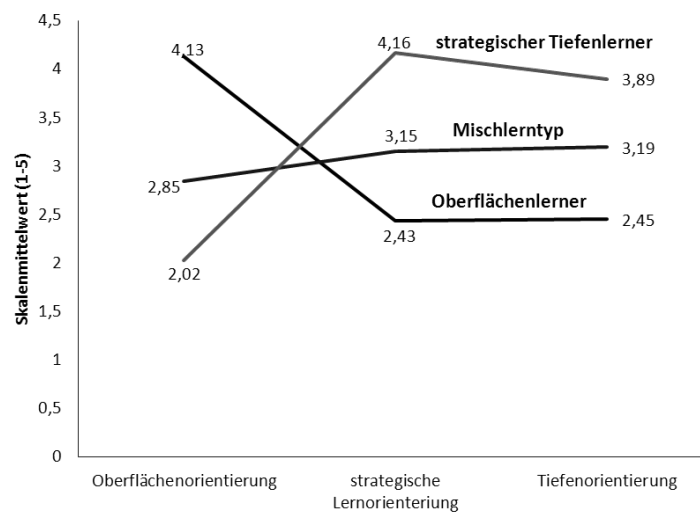 4,5
4
3,5
3
2,5
2
1,5
1
0,5
0
Skalenmittelwert (1-5)
4,13
2,85
2,02
4,16
3,15
2,43
strategischer Tiefenlerner
3,89
Mischlerntyp
3,19
Oberflächenlerner
2,45
Oberflächenorientierung
strategische
Lernorienteriung
Tiefenorientierung